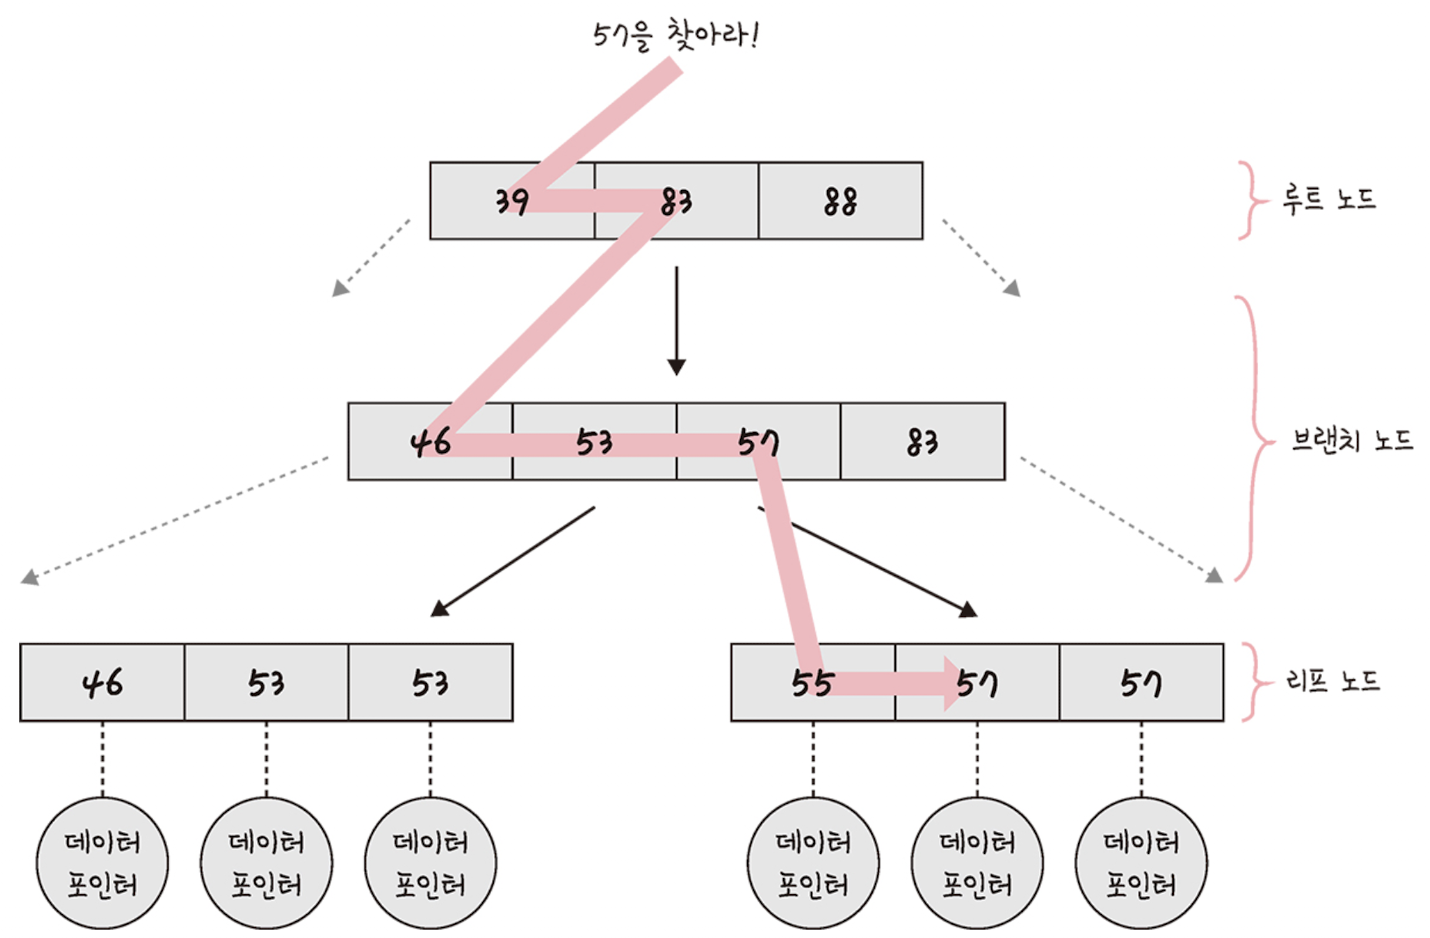 57을 찾아라!
39 83 88
루트 노드
46 53 57 83
브랜치 노드
46 53 53
55 57 57
리프 노드
데이터
포인터
데이터
포인터
데이터
포인터
데이터
포인터
데이터
포인터
데이터
포인터